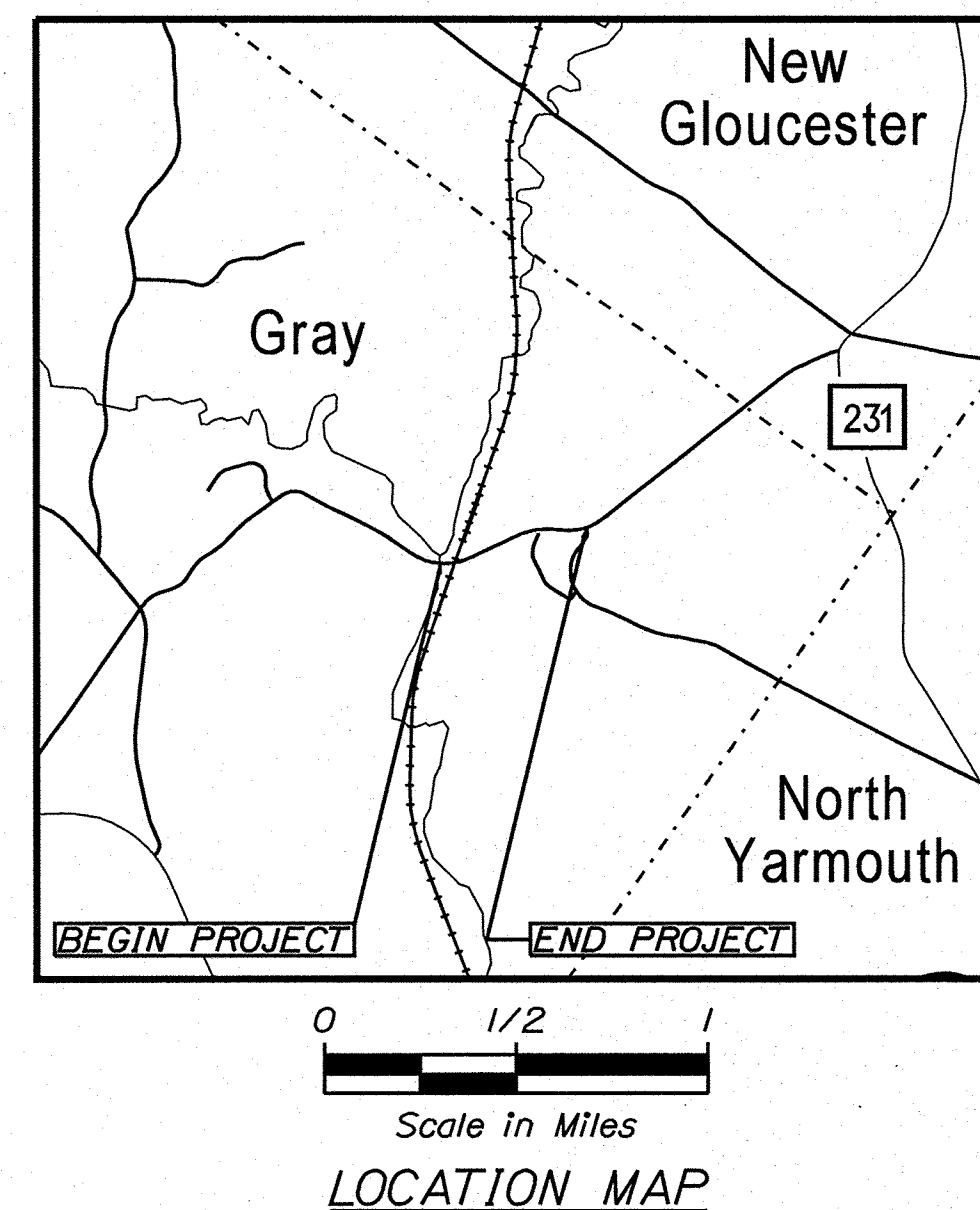 New
Gloucester
Gray
231
North
Yarmouth
BEGIN PROJECT
END PROJECT
0 1/2 1
Scale in Miles
LOCATION MAP